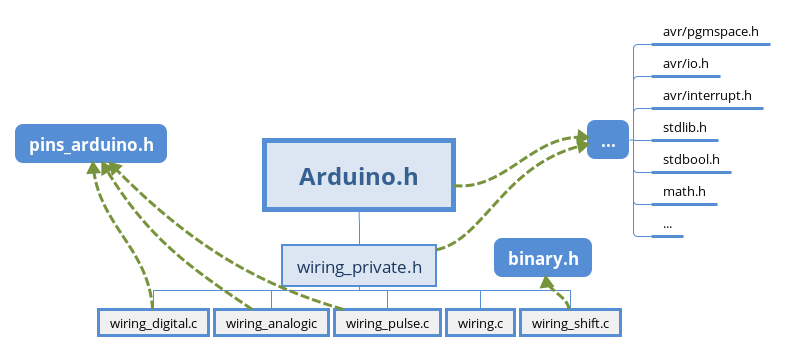 avr/pgmspace.h
avr/io.h
avr/interrupt.h
pins_arduino.h
...
stdlib.h
stdbool.h
Arduino.h
math.h
...
wiring_private.h
binary.h
wiring_digital.c
wiring_analogic
wiring_pulse.c
wiring.c
wiring_shift.c